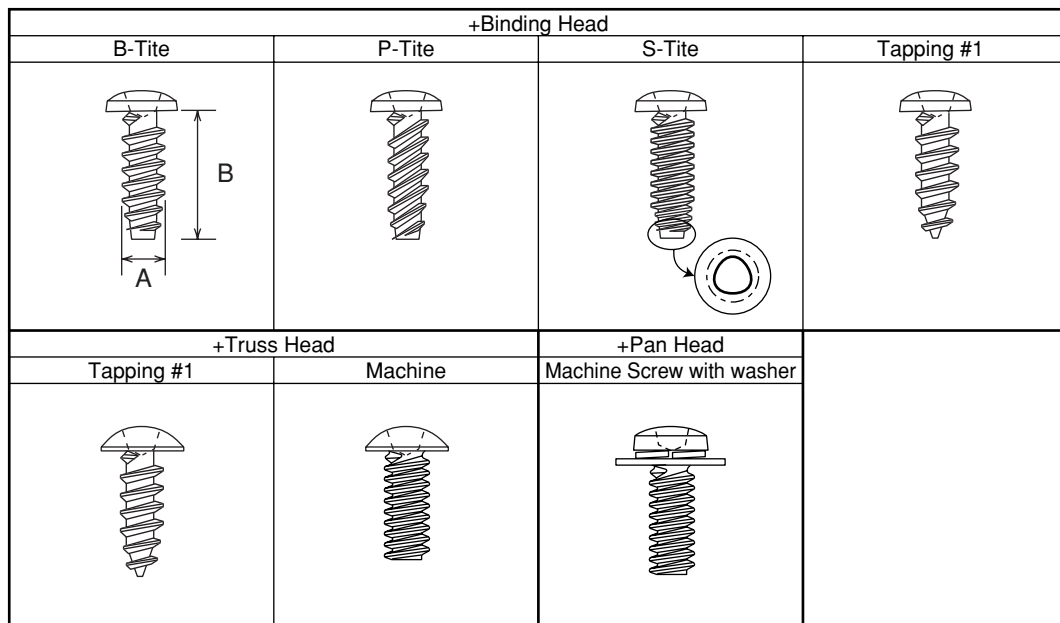 +Binding Head
B-Tite
P-Tite
S-Tite
Tapping #1
B
A
+Truss Head
+Pan Head
Tapping #1
Machine
Machine Screw with washer